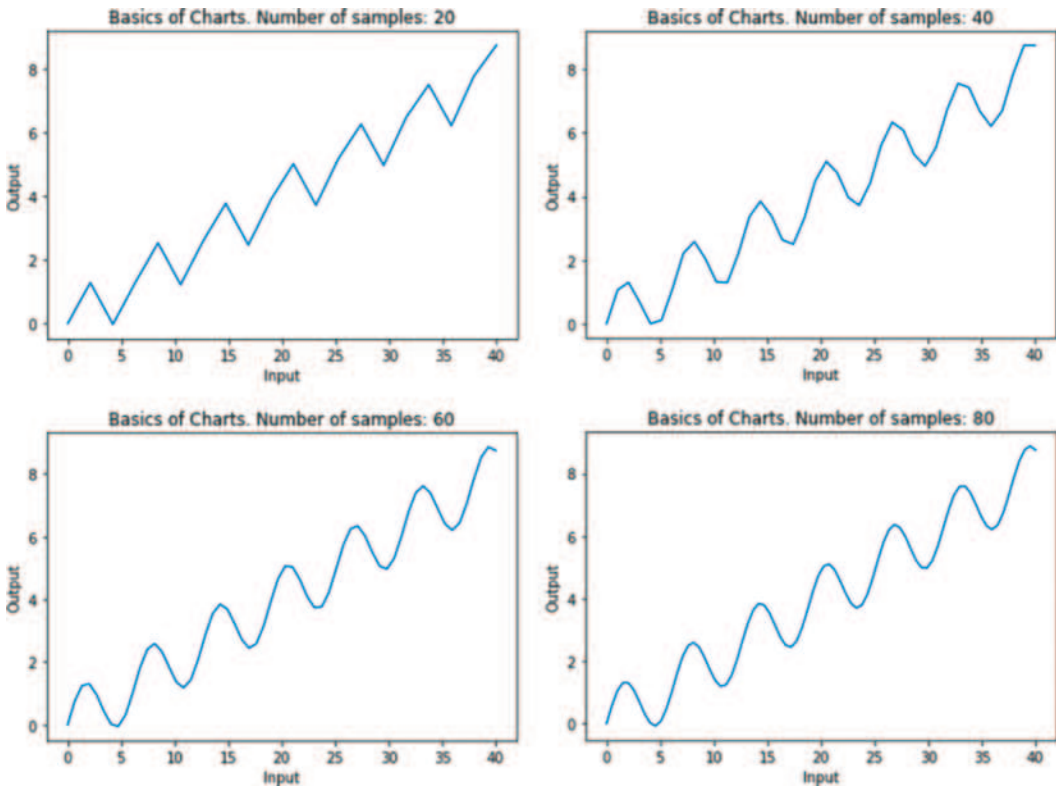 Basics of Charts. Number of samples: 20
8
6
4
2
0
Output
0 5 10 15 20 25 30 35 40
Input
Basics of Charts. Number of samples: 40
8
6
4
2
0
Output
0 5 10 15 20 25 30 35 40
Input
Basics of Charts. Number of samples: 60
8
6
4
2
0
Output
0 5 10 15 20 25 30 35 40
Input
Basics of Charts. Number of samples: 80
8
6
4
2
0
Output
0 5 10 15 20 25 30 35 40
Input